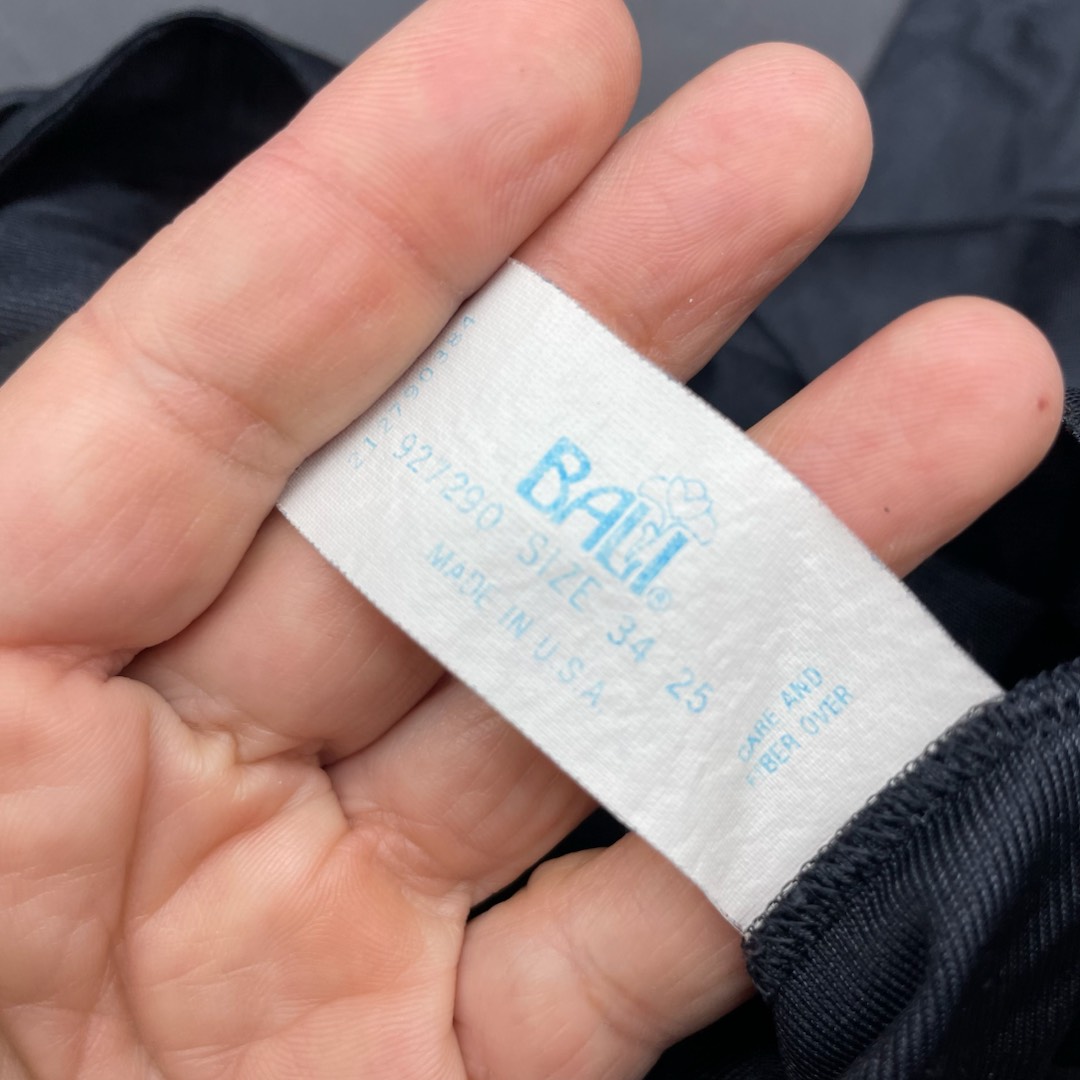 BALI®
927290 SIZE 34 25
MADE IN U.S.A
CARE AND
FIBER OVER